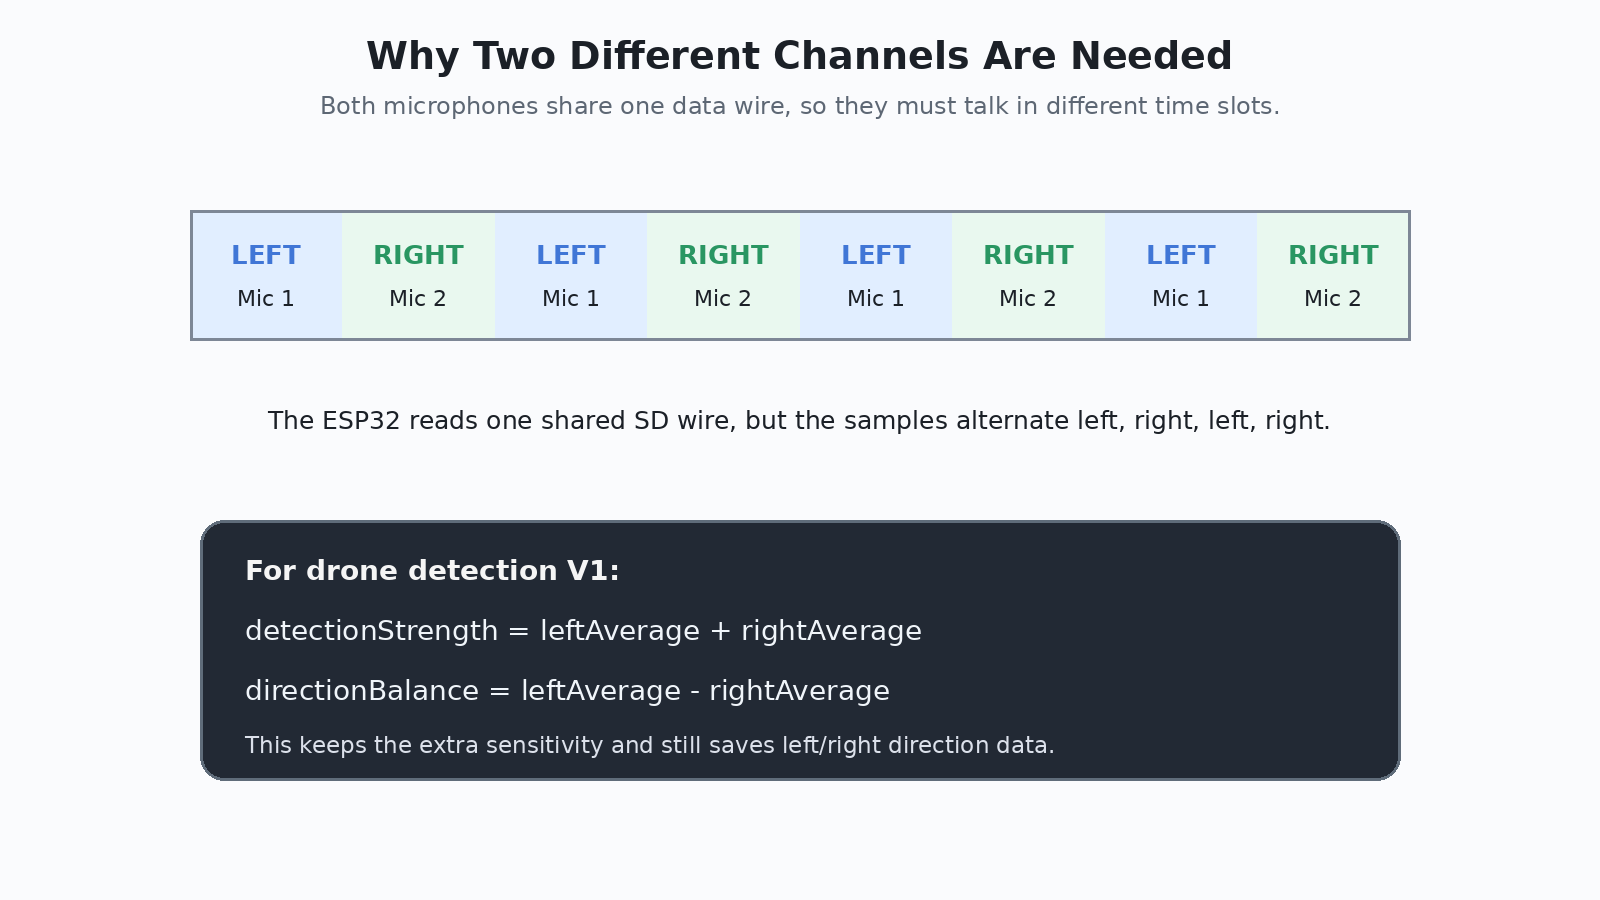 Why Two Different Channels Are Needed
Both microphones share one data wire, so they must talk in different time slots.
LEFT RIGHT LEFT RIGHT LEFT RIGHT LEFT RIGHT
Mic 1 Mic 2 Mic 1 Mic 2 Mic 1 Mic 2 Mic 1 Mic 2
The ESP32 reads one shared SD wire, but the samples alternate left, right, left, right.
For drone detection V1:
detectionStrength = leftAverage + rightAverage
directionBalance = leftAverage - rightAverage
This keeps the extra sensitivity and still saves left/right direction data.